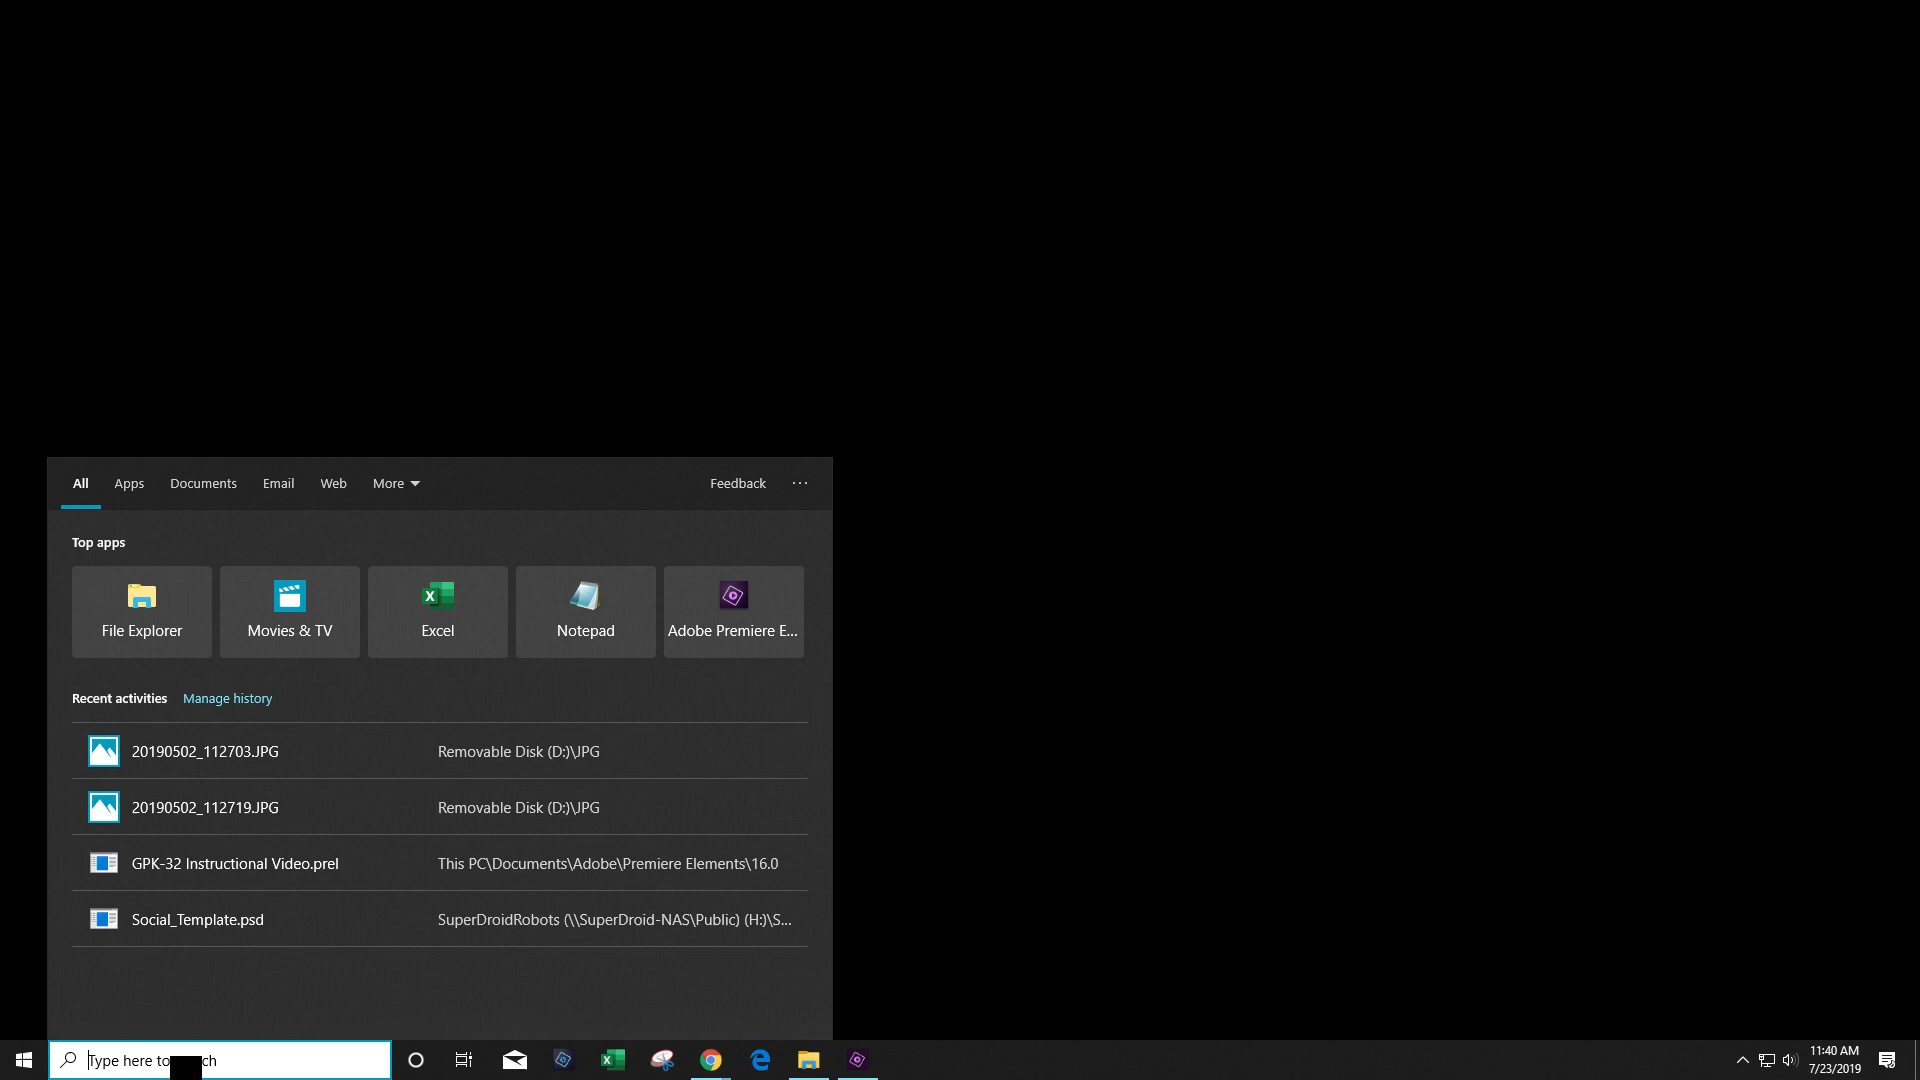 All Apps Documents Email Web More Feedback ...
Top apps
File Explorer Movies & TV Excel Notepad Adobe Premiere E...
Recent activities Manage history
20190502_112703.JPG Removable Disk (D:)\JPG
20190502_112719.JPG Removable Disk (D:)\JPG
GPK-32 Instructional Video.prel This PC\Documents\Adobe\Premiere Elements\16.0
Social_Template.psd SuperDroidRobots (\\SuperDroid-NAS\Public) (H:)\S...
Type here to ch
11:40 AM
7/23/2019